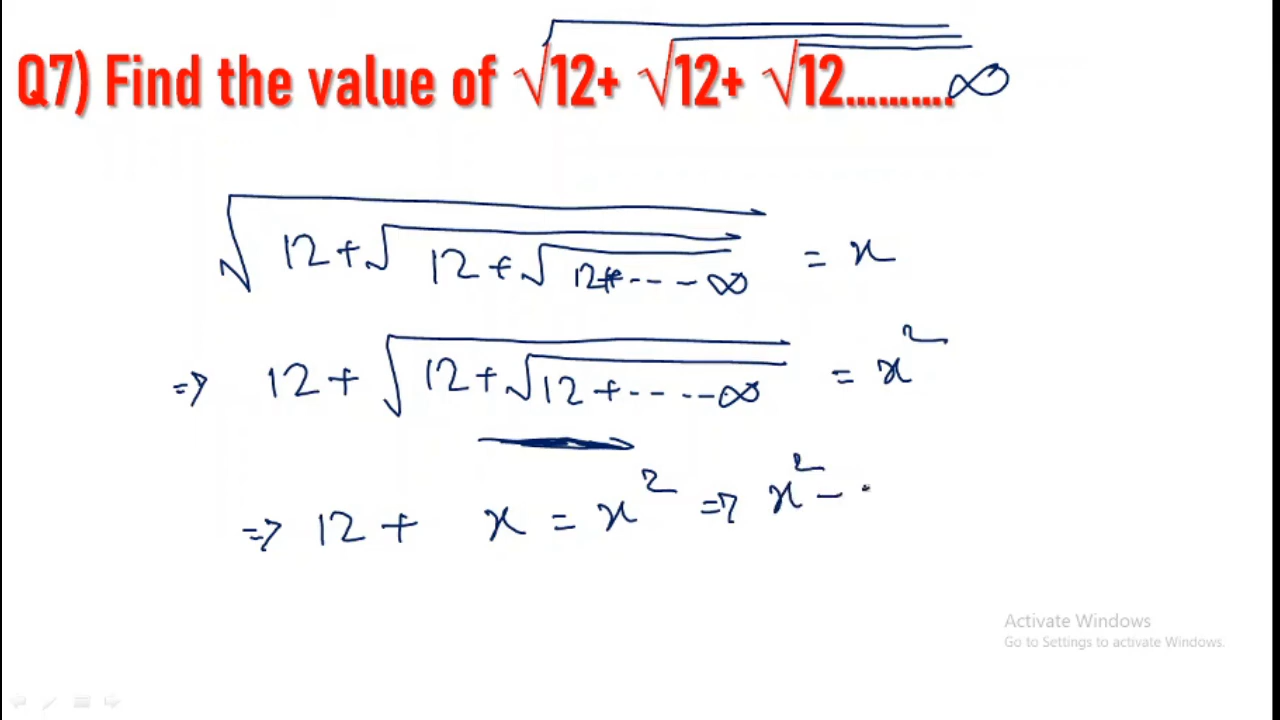 Q7) Find the value of √12+ √12+ √12.......... ∞
√12+√12+√12+----∞ = x
⇒ 12+√12+√12+-----∞ = x²
⇒ 12+ x = x² ⇒ x² -
Activate Windows
Go to Settings to activate Windows.